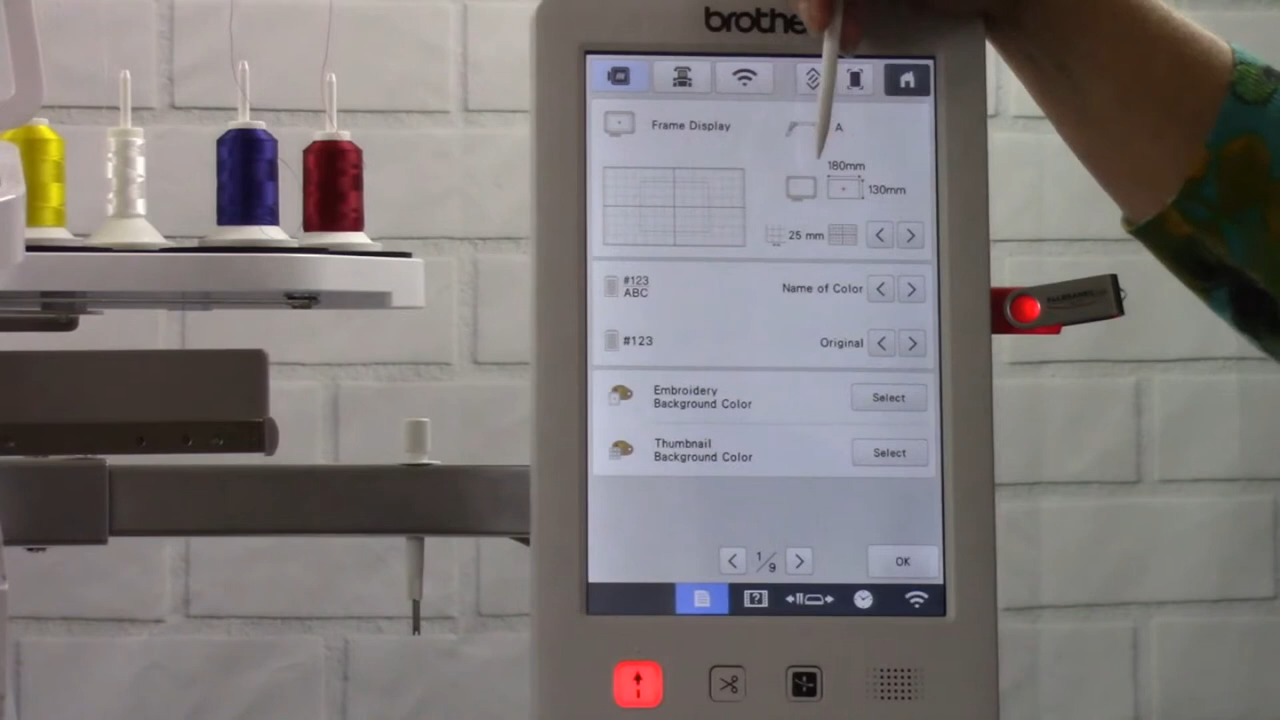 brothe
Frame Display
A
180mm
130mm
25 mm
#123
ABC
Name of Color
#123
Original
Embroidery
Background Color
Select
Thumbnail
Background Color
Select
1/9
OK